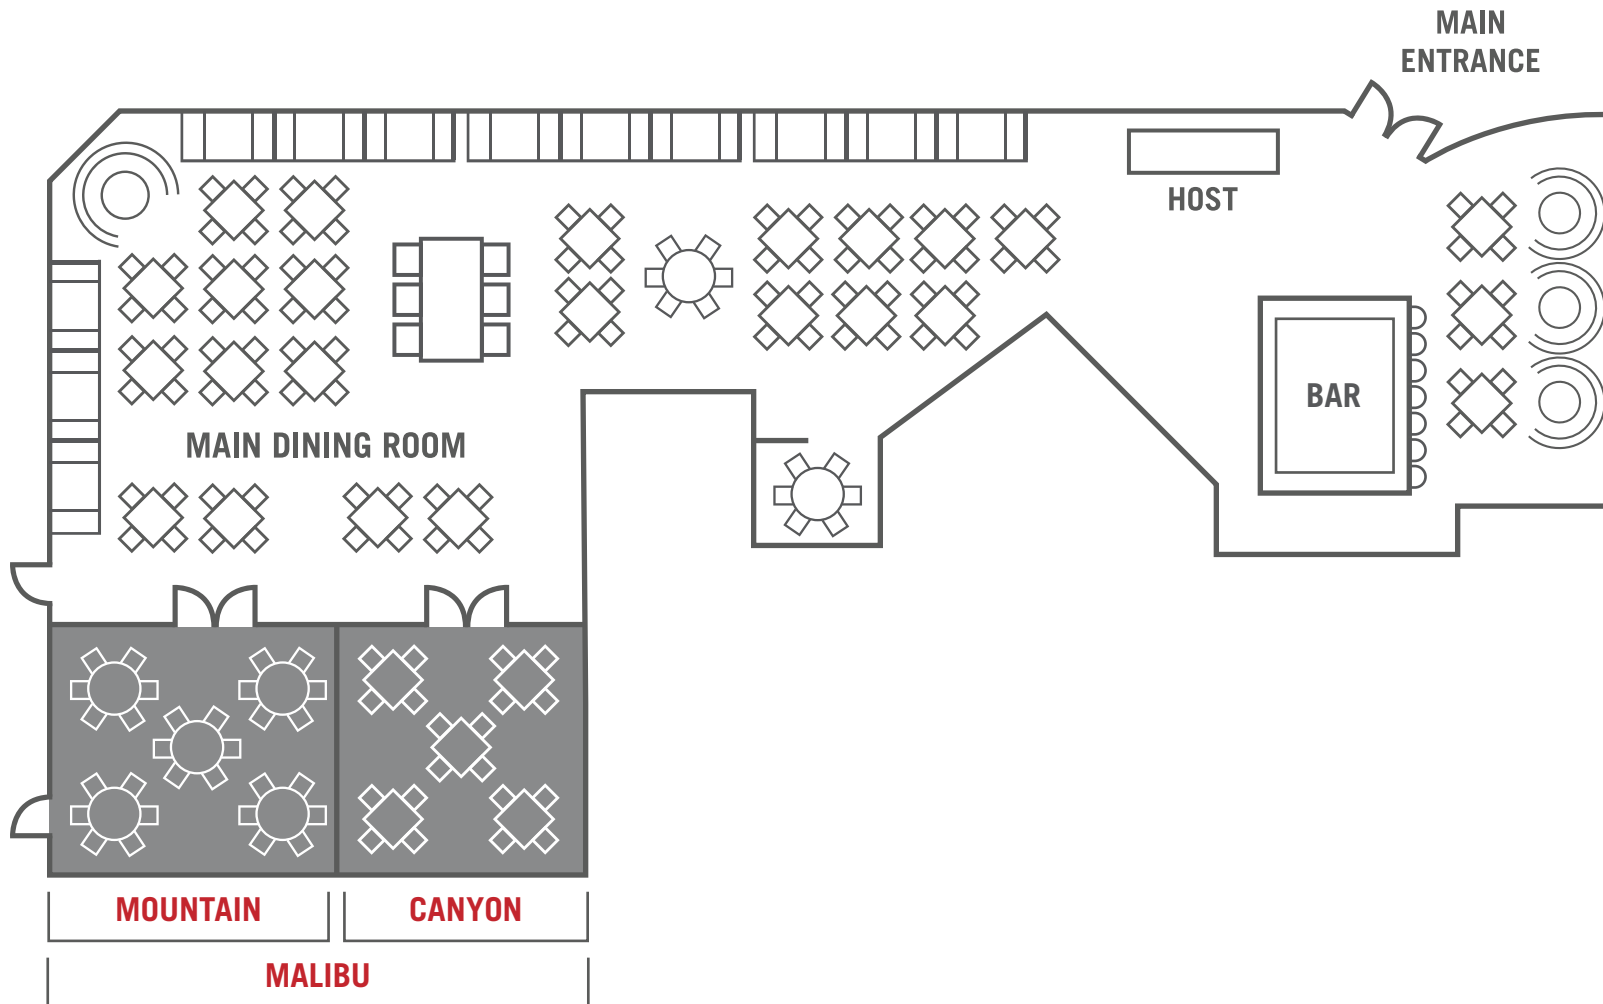 MAIN
ENTRANCE
HOST
BAR
MAIN DINING ROOM
MOUNTAIN
CANYON
MALIBU